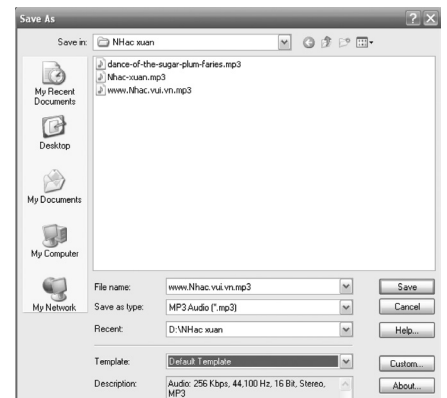 Save As
Save in: NHac xuan
dance-of-the-sugar-plum-faries.mp3
Nhac-xuan.mp3
www.Nhac.vui.vn.mp3
My Recent
Documents
Desktop
My Documents
My Computer
My Network
File name: www.Nhac.vui.vn.mp3 Save
Save as type: MP3 Audio (*.mp3) Cancel
Recent: D:\NHac xuan Help...
Template: Default Template Custom...
Description: Audio: 256 Kbps, 44,100 Hz, 16 Bit, Stereo, About...
MP3